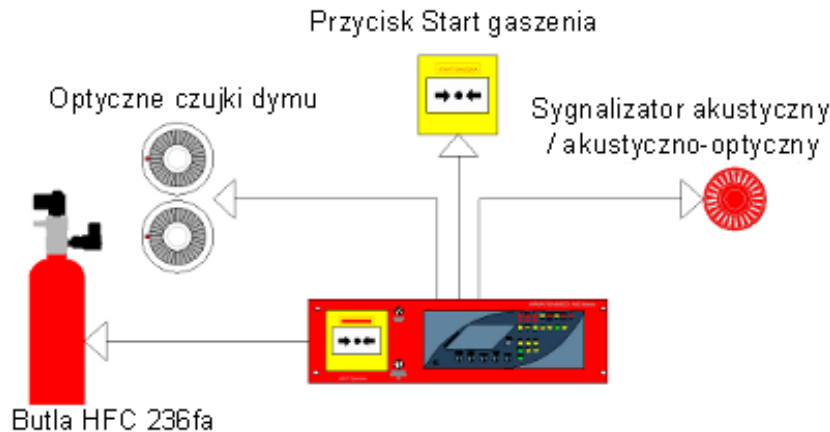 Przycisk Start gaszenia
Optyczne czujki dymu
Sygnalizator akustyczny
/ akustyczno-optyczny
Butla HFC 236fa